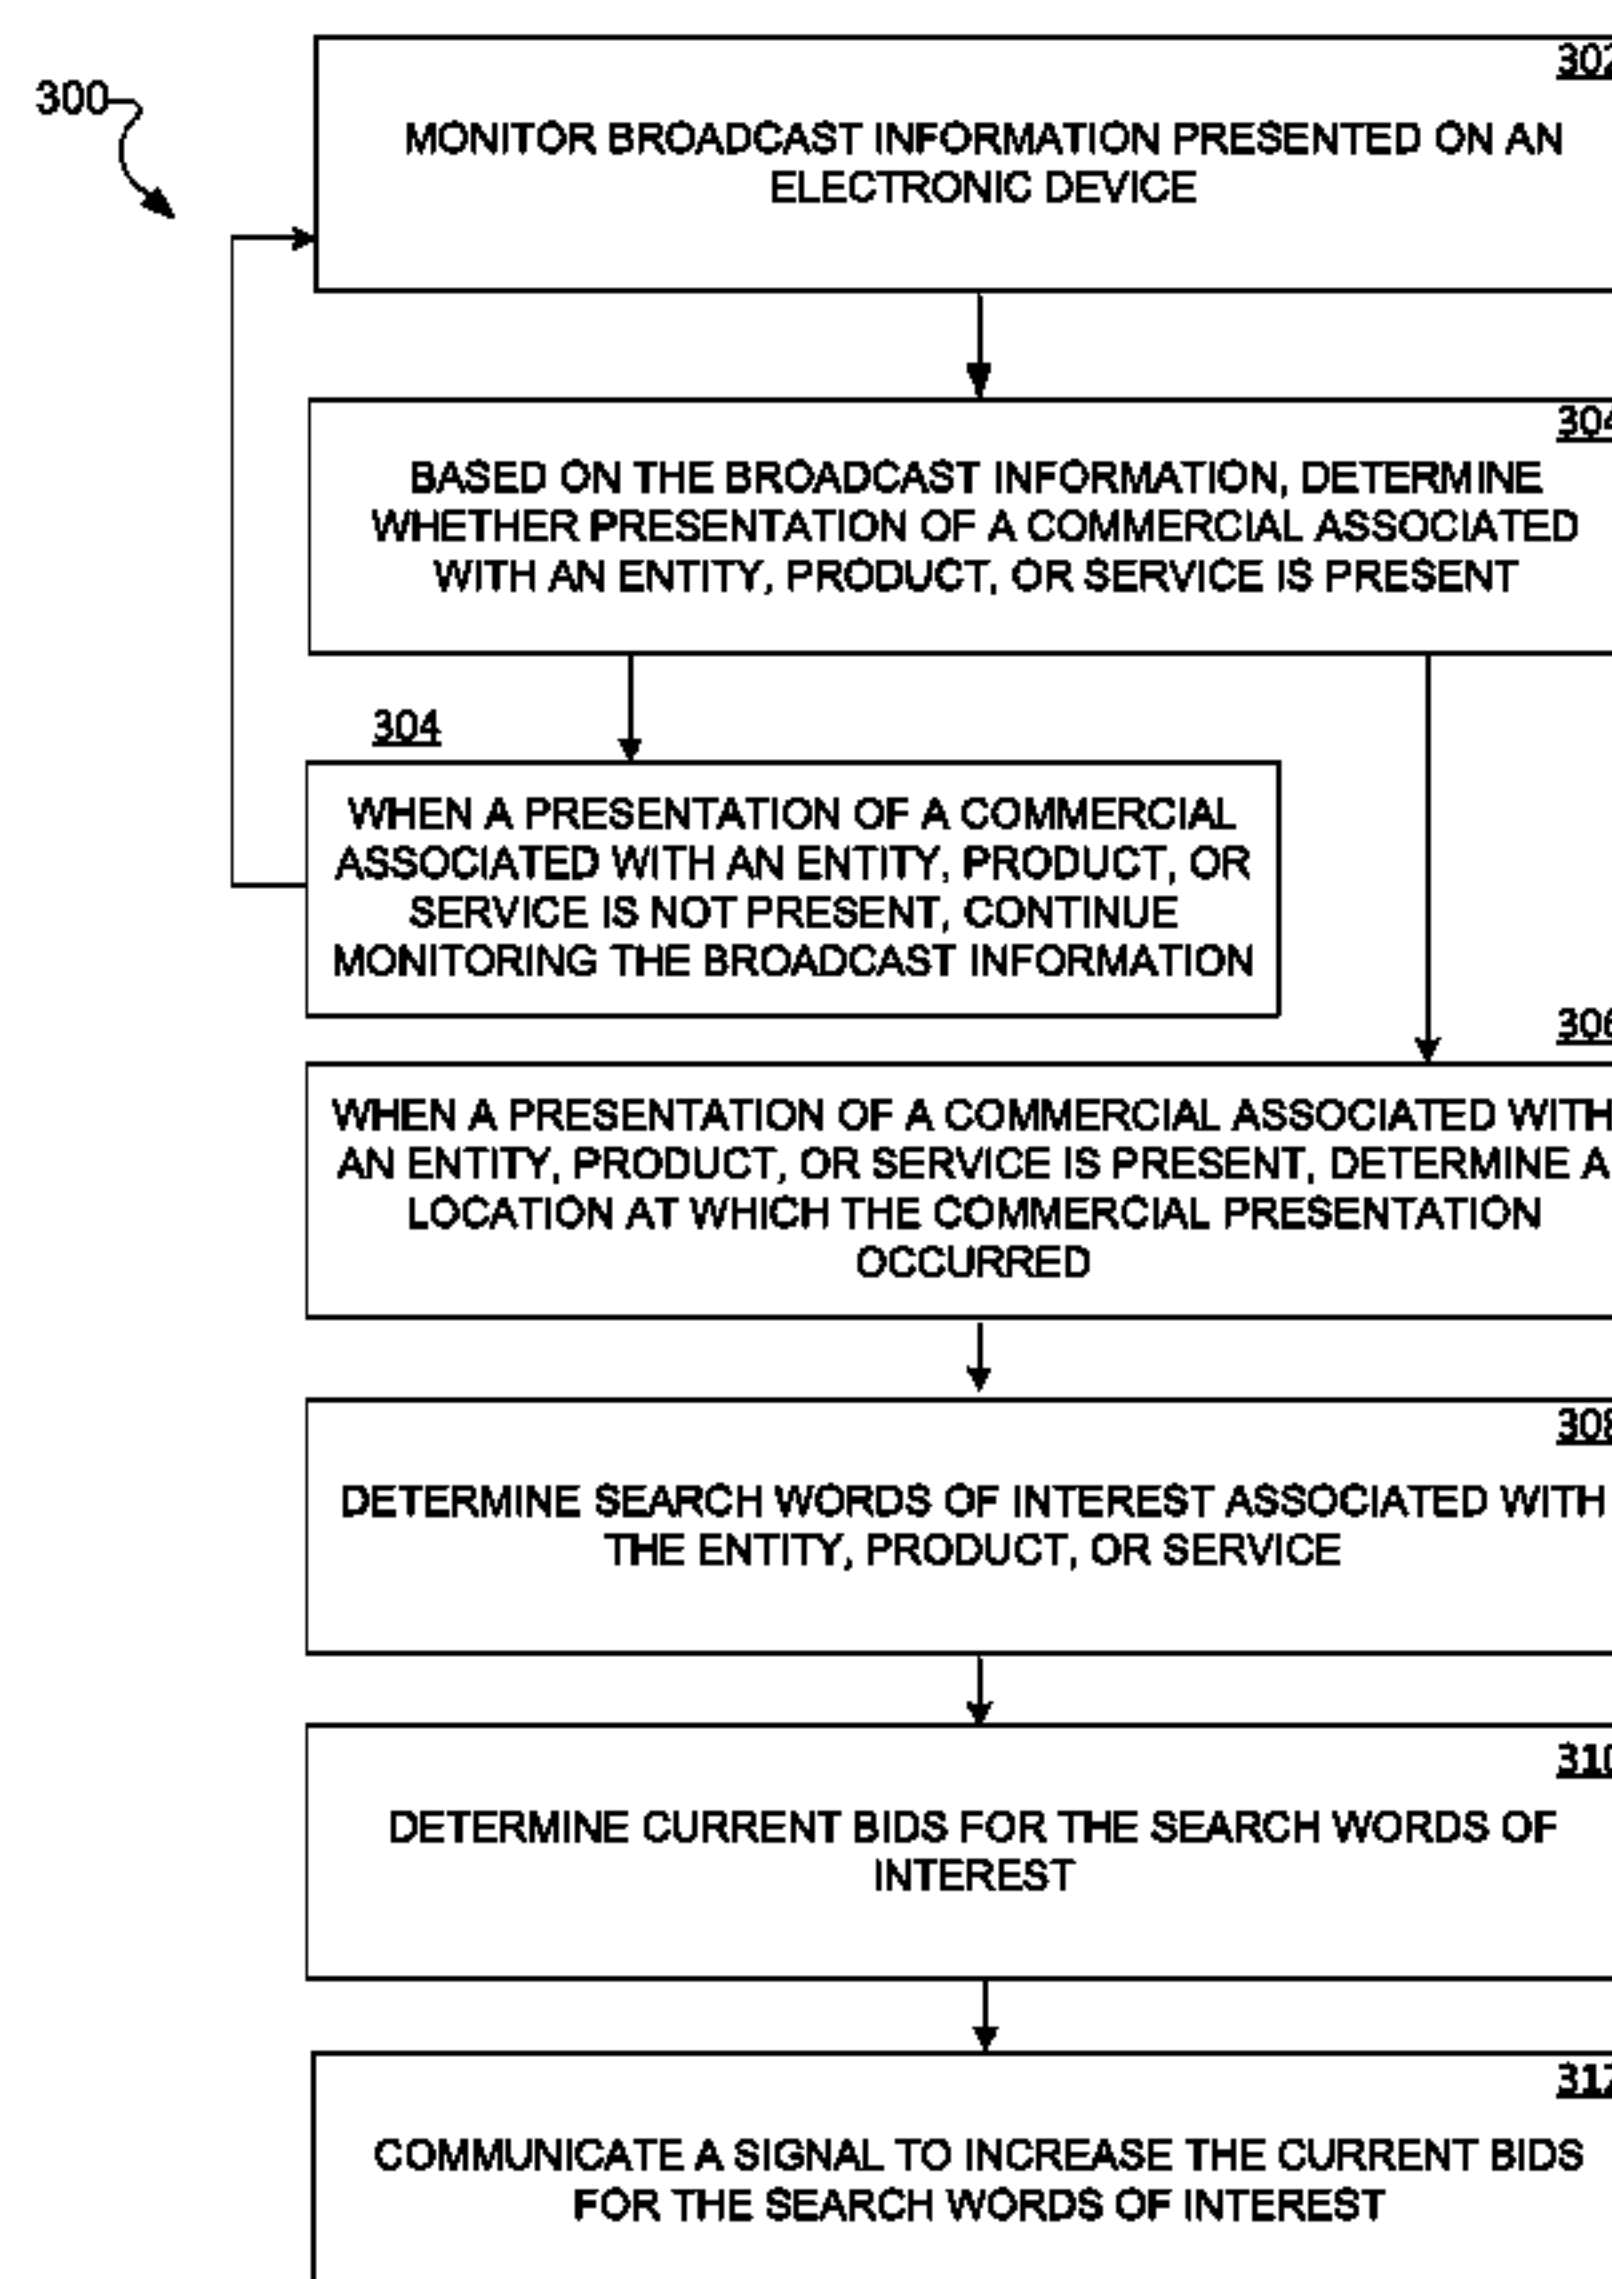 302
300
MONITOR BROADCAST INFORMATION PRESENTED ON AN
ELECTRONIC DEVICE
304
BASED ON THE BROADCAST INFORMATION, DETERMINE
WHETHER PRESENTATION OF A COMMERCIAL ASSOCIATED
WITH AN ENTITY, PRODUCT, OR SERVICE IS PRESENT
304
WHEN A PRESENTATION OF A COMMERCIAL
ASSOCIATED WITH AN ENTITY, PRODUCT, OR
SERVICE IS NOT PRESENT, CONTINUE
MONITORING THE BROADCAST INFORMATION
306
WHEN A PRESENTATION OF A COMMERCIAL ASSOCIATED WITH
AN ENTITY, PRODUCT, OR SERVICE IS PRESENT, DETERMINE A
LOCATION AT WHICH THE COMMERCIAL PRESENTATION
OCCURRED
308
DETERMINE SEARCH WORDS OF INTEREST ASSOCIATED WITH
THE ENTITY, PRODUCT, OR SERVICE
310
DETERMINE CURRENT BIDS FOR THE SEARCH WORDS OF
INTEREST
312
COMMUNICATE A SIGNAL TO INCREASE THE CURRENT BIDS
FOR THE SEARCH WORDS OF INTEREST